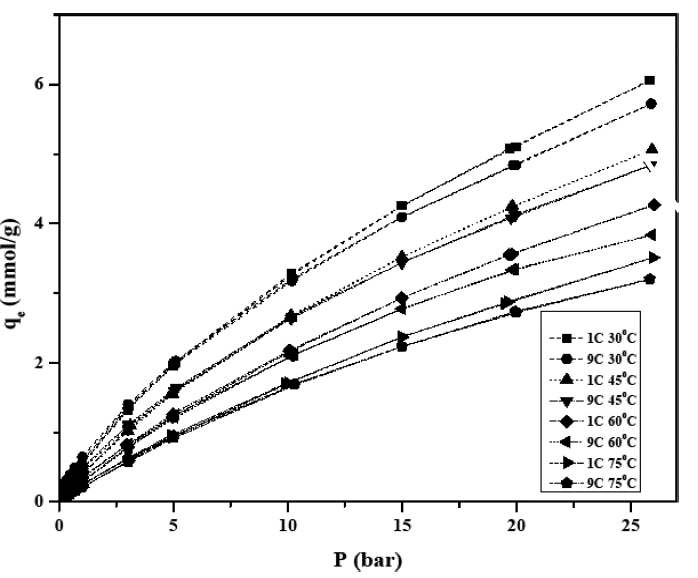 6
4
2
0
0
5
10
15
20
25
qe (mmol/g)
P (bar)
1C 30⁰C
9C 30⁰C
1C 45⁰C
9C 45⁰C
1C 60⁰C
9C 60⁰C
1C 75⁰C
9C 75⁰C